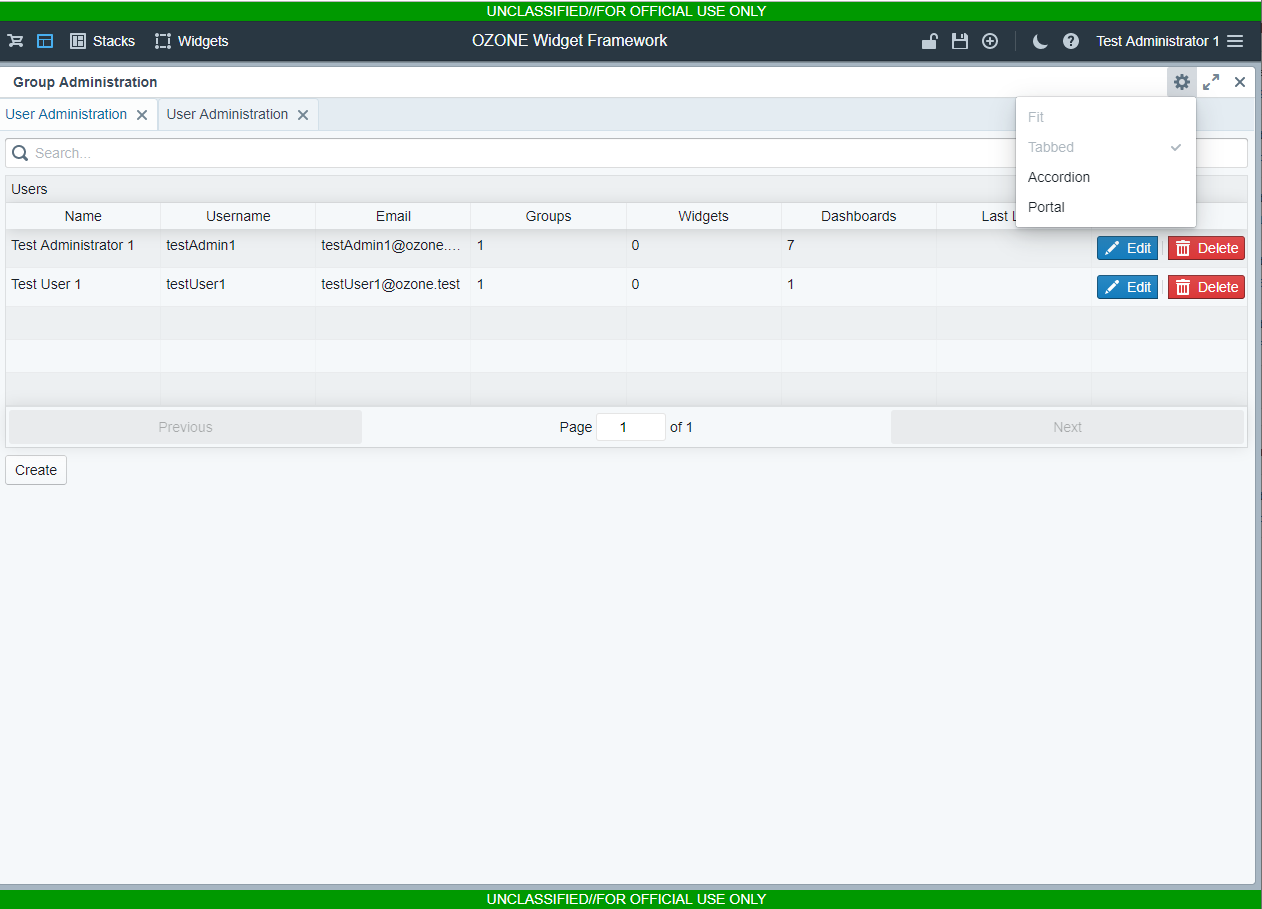 UNCLASSIFIED//FOR OFFICIAL USE ONLY
Stacks Widgets OZONE Widget Framework Test Administrator 1
Group Administration
User Administration User Administration
Fit
Tabbed
Accordion
Portal
Search...
Users
Name Username Email Groups Widgets Dashboards Last
Test Administrator 1 testAdmin1 testAdmin1@ozone.... 1 0 7 Edit Delete
Test User 1 testUser1 testUser1@ozone.test 1 0 1 Edit Delete
Previous Page 1 of 1 Next
Create
UNCLASSIFIED//FOR OFFICIAL USE ONLY